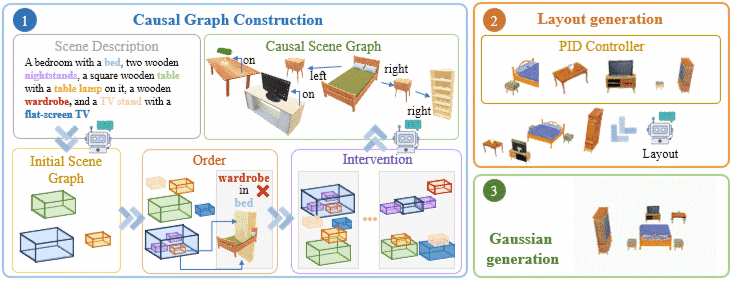 1
Causal Graph Construction
Scene Description
A bedroom with a bed, two wooden
nightstands, a square wooden table
with a table lamp on it, a wooden
wardrobe, and a TV stand with a
flat-screen TV
Causal Scene Graph
on
left
right
on
right
Initial Scene
Graph
Order
wardrobe
in
bed
Intervention
2
Layout generation
PID Controller
Layout
3
Gaussian
generation